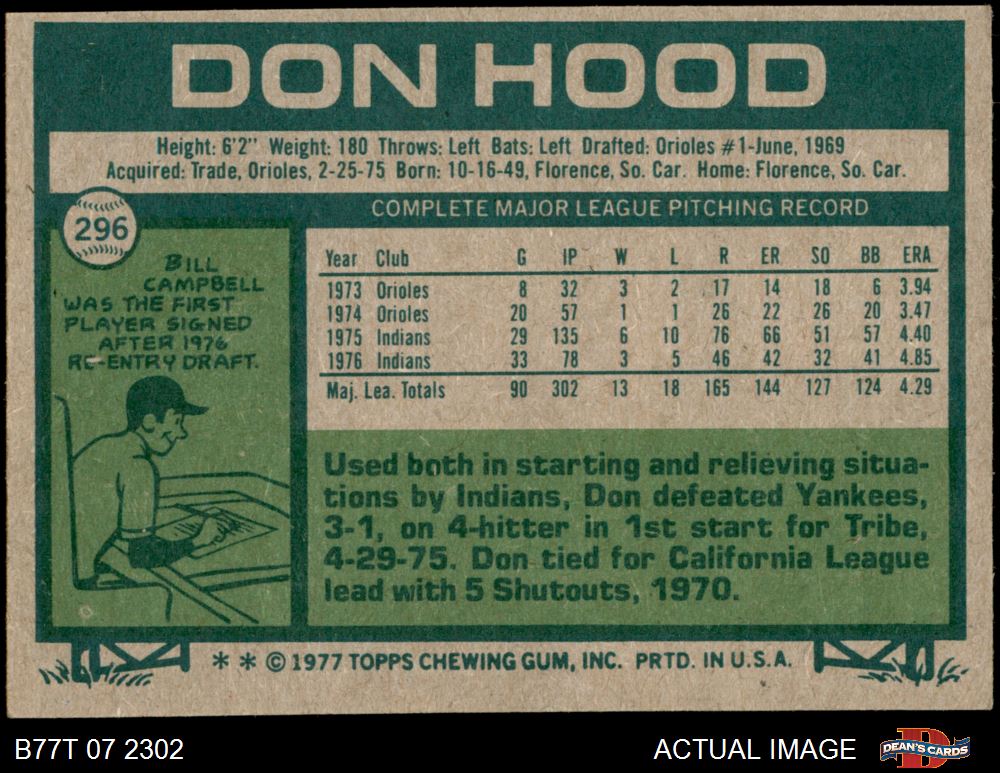 DON HOOD
Height: 6'2" Weight: 180 Throws: Left Bats: Left Drafted: Orioles #1-June, 1969
Acquired: Trade, Orioles, 2-25-75 Born: 10-16-49, Florence, So. Car. Home: Florence, So. Car.
296
COMPLETE MAJOR LEAGUE PITCHING RECORD
BILL
CAMPBELL
WAS THE FIRST
PLAYER SIGNED
AFTER 1976
RE-ENTRY DRAFT.
Year Club G IP W L R ER SO BB ERA
1973 Orioles 8 32 3 2 17 14 18 6 3.94
1974 Orioles 20 57 1 1 26 22 26 20 3.47
1975 Indians 29 135 6 10 76 66 51 57 4.40
1976 Indians 33 78 3 5 46 42 32 41 4.85
Maj. Lea. Totals 90 302 13 18 165 144 127 124 4.29
Used both in starting and relieving situa-
tions by Indians, Don defeated Yankees,
3-1, on 4-hitter in 1st start for Tribe,
4-29-75. Don tied for California League
lead with 5 Shutouts, 1970.
* * © 1977 TOPPS CHEWING GUM, INC. PRTD. IN U.S.A.
B77T 07 2302
ACTUAL IMAGE
DEAN'S CARDS